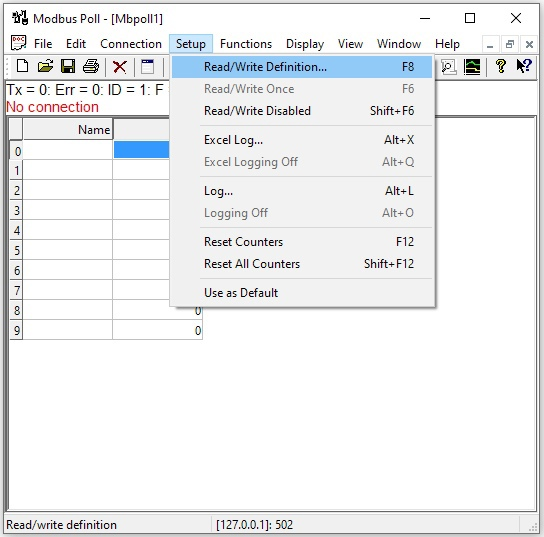 Modbus Poll - [Mbpoll1]
File Edit Connection Setup Functions Display View Window Help
Tx = 0: Err = 0: ID = 1: F
No connection
Read/Write Definition... F8
Read/Write Once F6
Read/Write Disabled Shift+F6
Excel Log... Alt+X
Excel Logging Off Alt+Q
Log... Alt+L
Logging Off Alt+O
Reset Counters F12
Reset All Counters Shift+F12
Use as Default
Name
0
1
2
3
4
5
6
7
8 0
9 0
Read/write definition [127.0.0.1]: 502